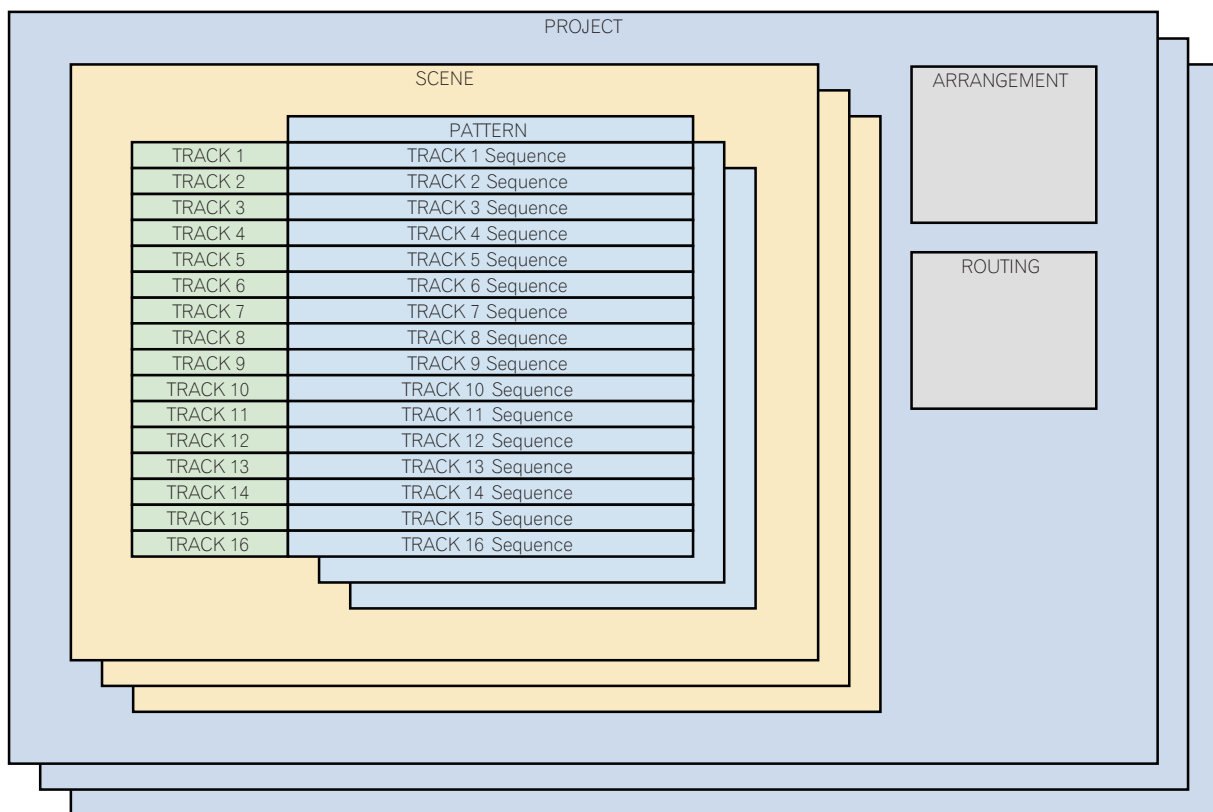 PROJECT
SCENE
ARRANGEMENT
PATTERN
TRACK 1 TRACK 1 Sequence
TRACK 2 TRACK 2 Sequence
TRACK 3 TRACK 3 Sequence
TRACK 4 TRACK 4 Sequence
TRACK 5 TRACK 5 Sequence
TRACK 6 TRACK 6 Sequence
TRACK 7 TRACK 7 Sequence
TRACK 8 TRACK 8 Sequence
TRACK 9 TRACK 9 Sequence
TRACK 10 TRACK 10 Sequence
TRACK 11 TRACK 11 Sequence
TRACK 12 TRACK 12 Sequence
TRACK 13 TRACK 13 Sequence
TRACK 14 TRACK 14 Sequence
TRACK 15 TRACK 15 Sequence
TRACK 16 TRACK 16 Sequence
ROUTING